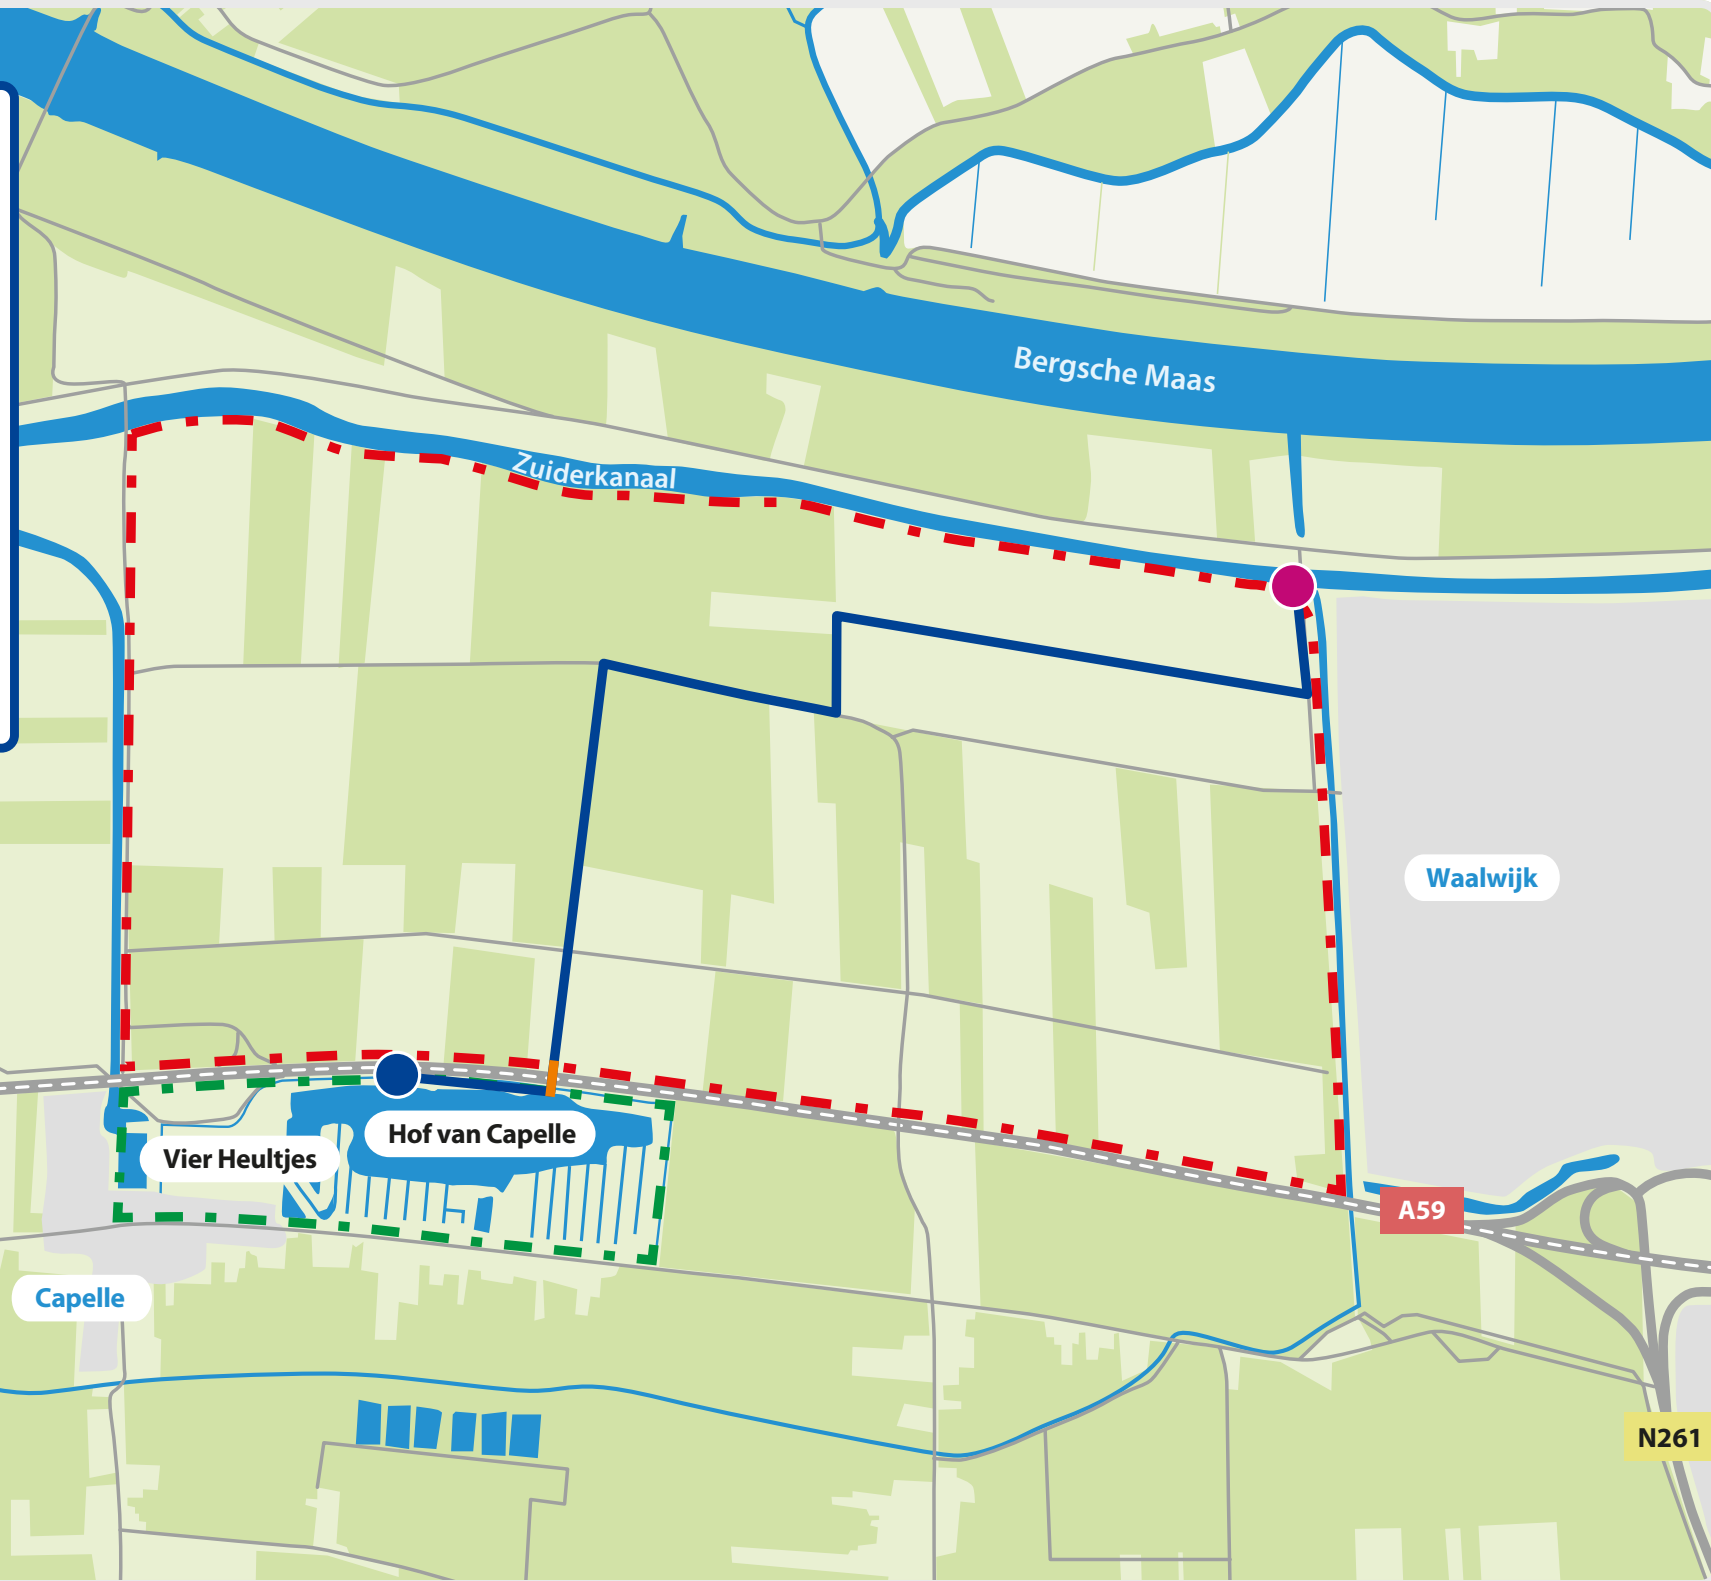 Bergsche Maas
Zuiderkanaal
Waalwijk
Hof van Capelle
Vier Heultjes
A59
Capelle
N261